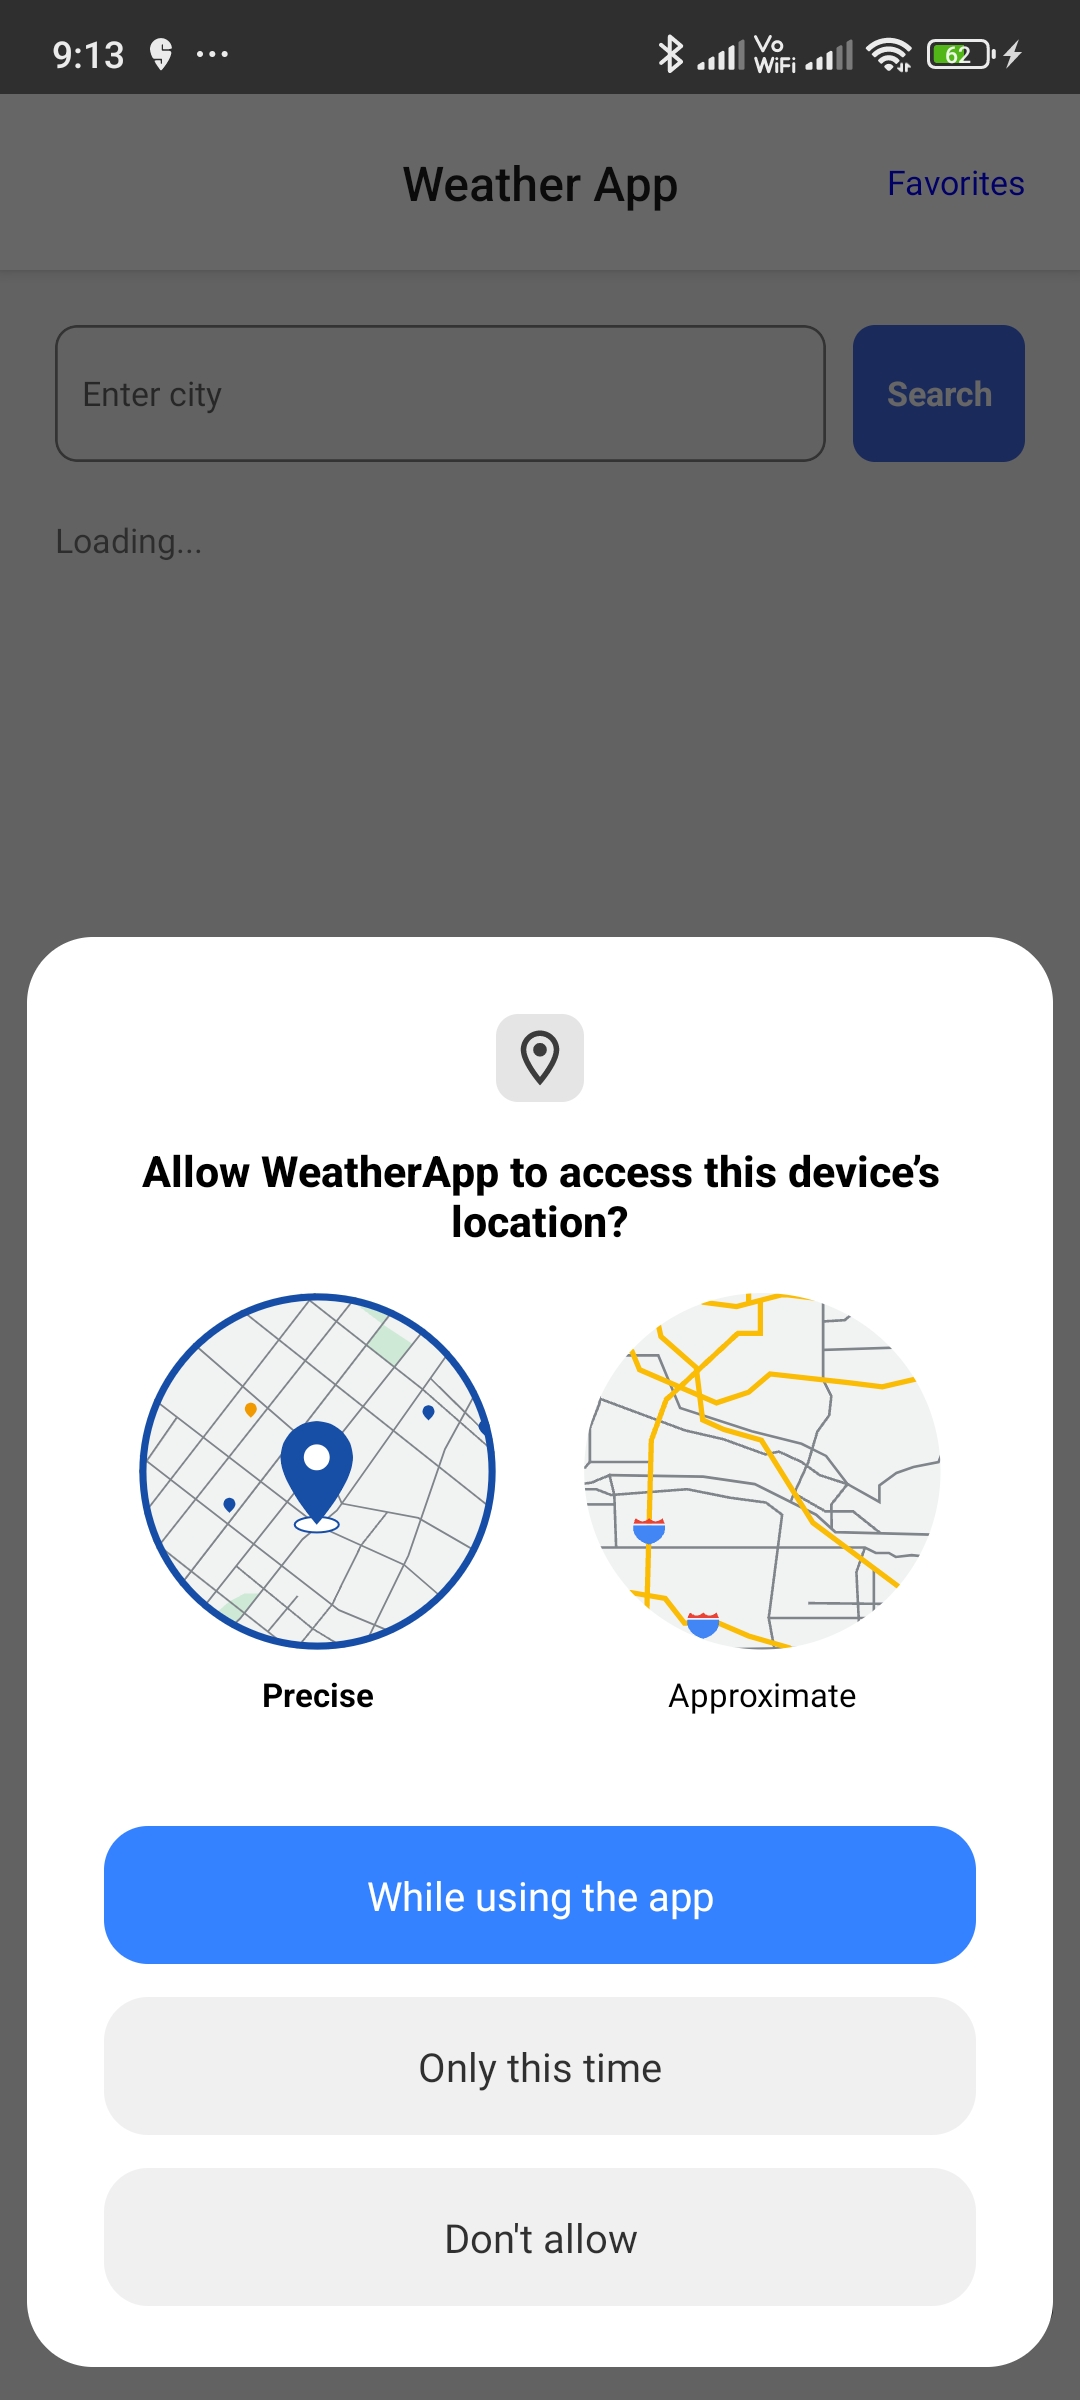 9:13
Vo
WiFi
62
Weather App
Favorites
Enter city
Search
Loading...
Allow WeatherApp to access this device’s
location?
Precise
Approximate
While using the app
Only this time
Don't allow